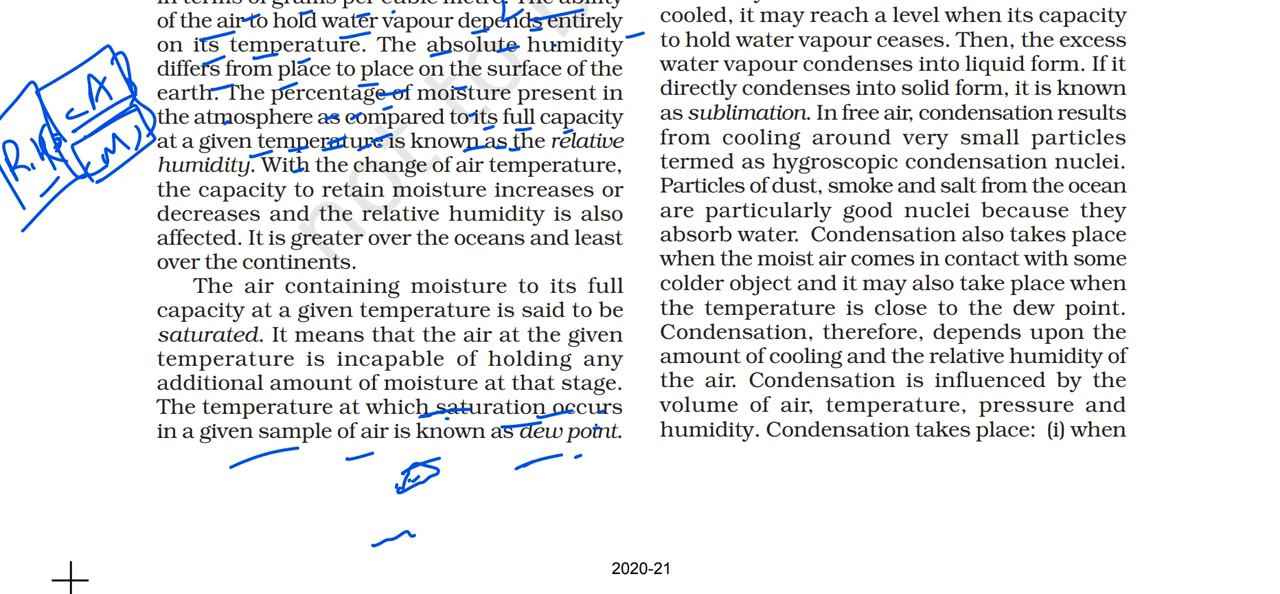 in terms of grams per cubic metre. The ability
of the air to hold water vapour depends entirely
on its temperature. The absolute humidity
differs from place to place on the surface of the
earth. The percentage of moisture present in
the atmosphere as compared to its full capacity
at a given temperature is known as the relative
humidity. With the change of air temperature,
the capacity to retain moisture increases or
decreases and the relative humidity is also
affected. It is greater over the oceans and least
over the continents.
The air containing moisture to its full
capacity at a given temperature is said to be
saturated. It means that the air at the given
temperature is incapable of holding any
additional amount of moisture at that stage.
The temperature at which saturation occurs
in a given sample of air is known as dew point.
cooled, it may reach a level when its capacity
to hold water vapour ceases. Then, the excess
water vapour condenses into liquid form. If it
directly condenses into solid form, it is known
as sublimation. In free air, condensation results
from cooling around very small particles
termed as hygroscopic condensation nuclei.
Particles of dust, smoke and salt from the ocean
are particularly good nuclei because they
absorb water. Condensation also takes place
when the moist air comes in contact with some
colder object and it may also take place when
the temperature is close to the dew point.
Condensation, therefore, depends upon the
amount of cooling and the relative humidity of
the air. Condensation is influenced by the
volume of air, temperature, pressure and
humidity. Condensation takes place: (i) when
not to
2020-21